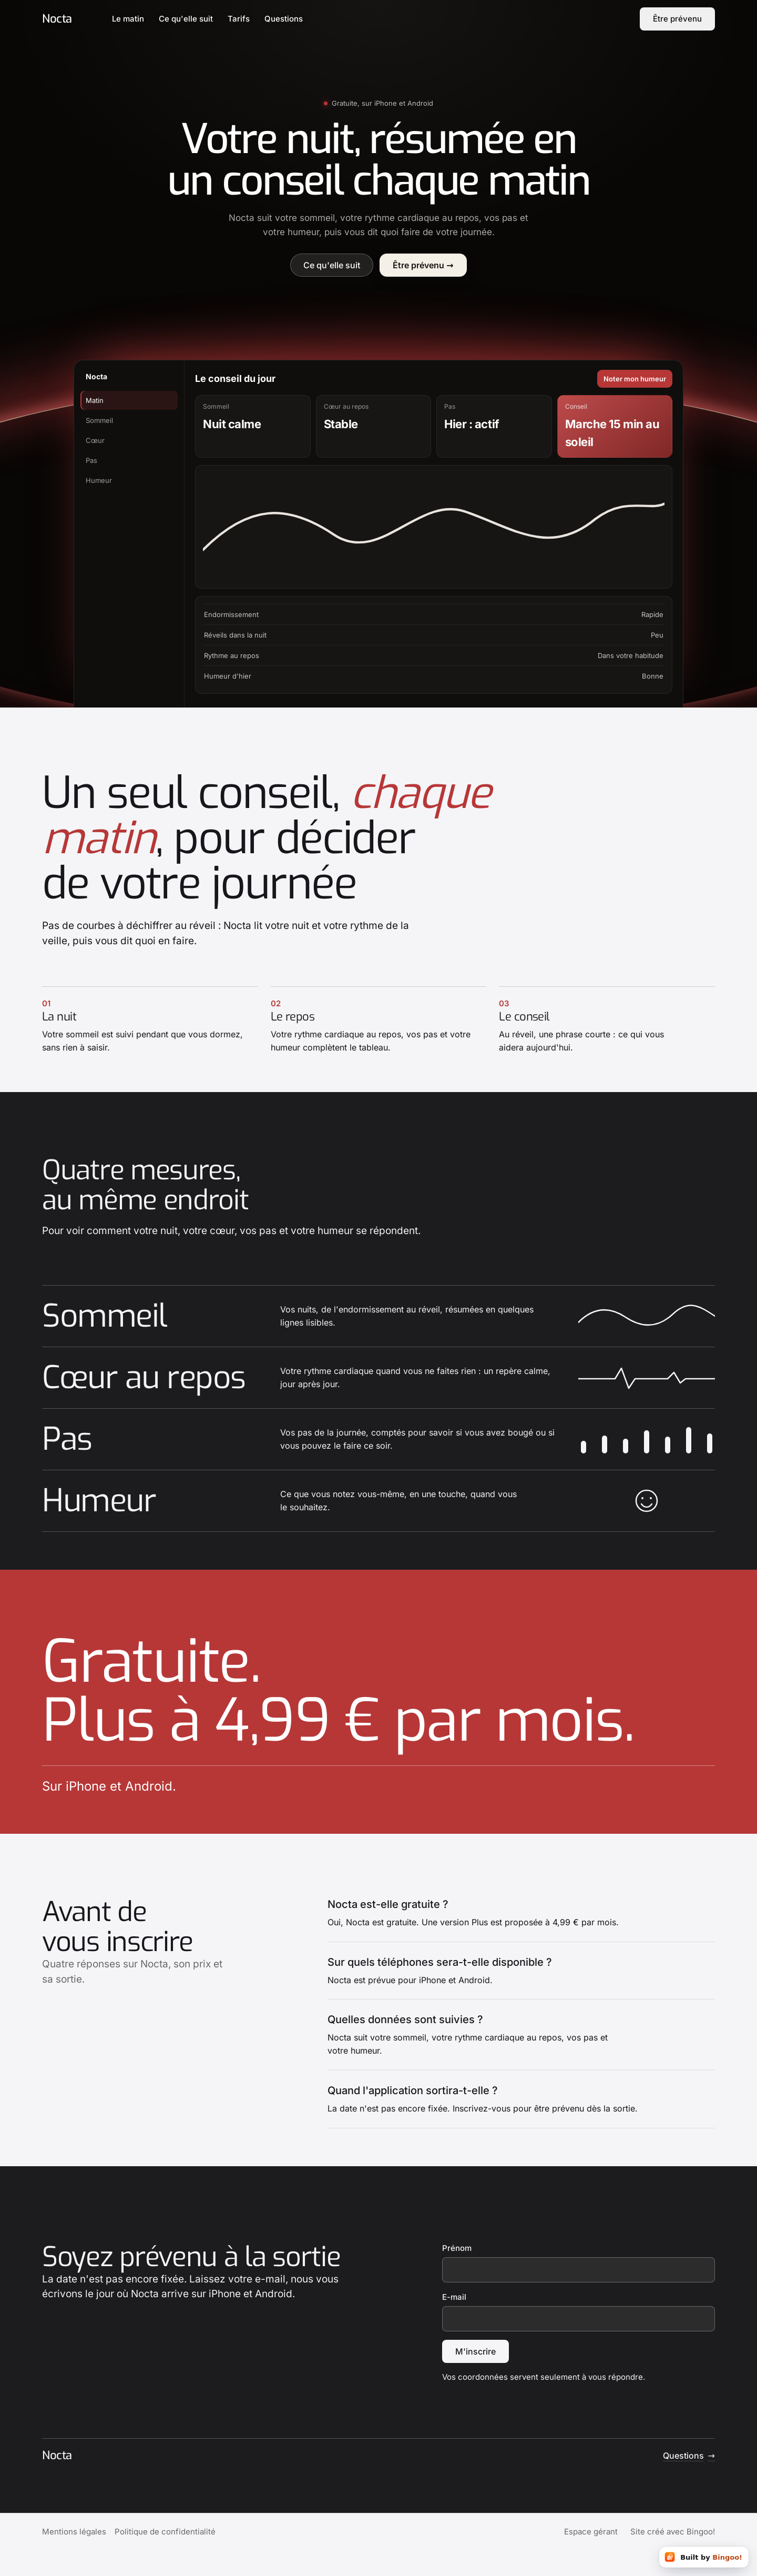 Nocta
Le matin
Ce qu'elle suit
Tarifs
Questions
Être prévenu
Gratuite, sur iPhone et Android
Votre nuit, résumée en
un conseil chaque matin
Nocta suit votre sommeil, votre rythme cardiaque au repos, vos pas et
votre humeur, puis vous dit quoi faire de votre journée.
Ce qu'elle suit
Être prévenu →
Nocta
Matin
Sommeil
Cœur
Pas
Humeur
Le conseil du jour
Noter mon humeur
Sommeil
Nuit calme
Cœur au repos
Stable
Pas
Hier : actif
Conseil
Marche 15 min au
soleil
Endormissement
Rapide
Réveils dans la nuit
Peu
Rythme au repos
Dans votre habitude
Humeur d'hier
Bonne
Un seul conseil, chaque
matin, pour décider
de votre journée
Pas de courbes à déchiffrer au réveil : Nocta lit votre nuit et votre rythme de la
veille, puis vous dit quoi en faire.
01
La nuit
Votre sommeil est suivi pendant que vous dormez,
sans rien à saisir.
02
Le repos
Votre rythme cardiaque au repos, vos pas et votre
humeur complètent le tableau.
03
Le conseil
Au réveil, une phrase courte : ce qui vous
aidera aujourd'hui.
Quatre mesures,
au même endroit
Pour voir comment votre nuit, votre cœur, vos pas et votre humeur se répondent.
Sommeil
Vos nuits, de l'endormissement au réveil, résumées en quelques
lignes lisibles.
Cœur au repos
Votre rythme cardiaque quand vous ne faites rien : un repère calme,
jour après jour.
Pas
Vos pas de la journée, comptés pour savoir si vous avez bougé ou si
vous pouvez le faire ce soir.
Humeur
Ce que vous notez vous-même, en une touche, quand vous
le souhaitez.
Gratuite.
Plus à 4,99 € par mois.
Sur iPhone et Android.
Avant de
vous inscrire
Quatre réponses sur Nocta, son prix et
sa sortie.
Nocta est-elle gratuite ?
Oui, Nocta est gratuite. Une version Plus est proposée à 4,99 € par mois.
Sur quels téléphones sera-t-elle disponible ?
Nocta est prévue pour iPhone et Android.
Quelles données sont suivies ?
Nocta suit votre sommeil, votre rythme cardiaque au repos, vos pas et
votre humeur.
Quand l'application sortira-t-elle ?
La date n'est pas encore fixée. Inscrivez-vous pour être prévenu dès la sortie.
Soyez prévenu à la sortie
La date n'est pas encore fixée. Laissez votre e-mail, nous vous
écrivons le jour où Nocta arrive sur iPhone et Android.
Prénom
E-mail
M'inscrire
Vos coordonnées servent seulement à vous répondre.
Nocta
Questions →
Mentions légales
Politique de confidentialité
Espace gérant
Site créé avec Bingoo!
Built by Bingoo!